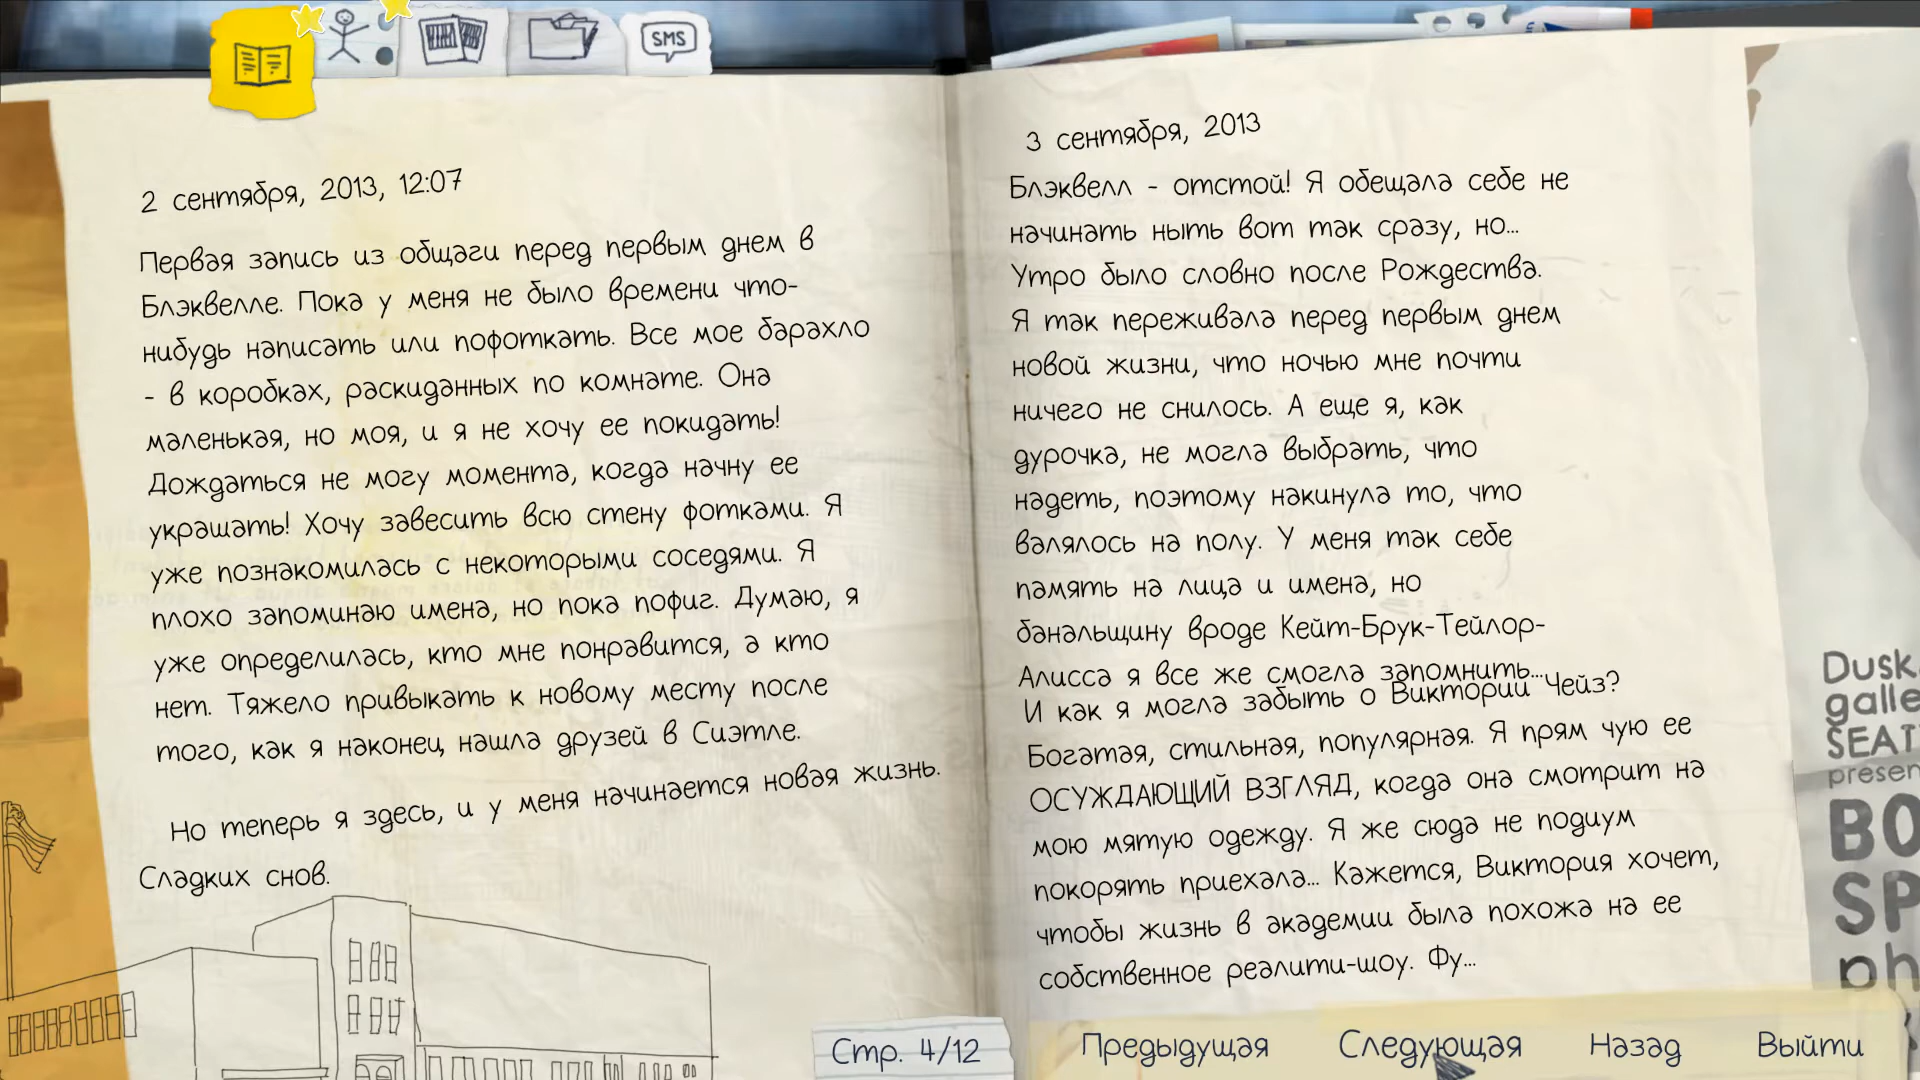 SMS
2 сентября, 2013, 12:07
Первая запись из общаги перед первым днем в
Блэквелле. Пока у меня не было времени что-
нибудь написать или пофоткать. Все мое барахло
- в коробках, раскиданных по комнате. Она
маленькая, но моя, и я не хочу ее покидать!
Дождаться не могу момента, когда начну ее
украшать! Хочу завесить всю стену фотками. Я
уже познакомилась с некоторыми соседями. Я
плохо запоминаю имена, но пока пофиг. Думаю, я
уже определилась, кто мне понравится, а кто
нет. Тяжело привыкать к новому месту после
того, как я наконец нашла друзей в Сиэтле.
Но теперь я здесь, и у меня начинается новая жизнь.
Сладких снов.
3 сентября, 2013
Блэквелл - отстой! Я обещала себе не
начинать ныть вот так сразу, но...
Утро было словно после Рождества.
Я так переживала перед первым днем
новой жизни, что ночью мне почти
ничего не снилось. А еще я, как
дурочка, не могла выбрать, что
надеть, поэтому накинула то, что
валялось на полу. У меня так себе
память на лица и имена, но
банальщину вроде Кейт-Брук-Тейлор-
Алисса я все же смогла запомнить...
И как я могла забыть о Виктории Чейз?
Богатая, стильная, популярная. Я прям чую ее
ОСУЖДАЮЩИЙ ВЗГЛЯД, когда она смотрит на
мою мятую одежду. Я же сюда не подиум
покорять приехала... Кажется, Виктория хочет,
чтобы жизнь в академии была похожа на ее
собственное реалити-шоу. Фу...
Dusk
galle
SEAT
presen
BO
SP
ph
Стр. 4/12
Предыдущая
Следующая
Назад
Выйти